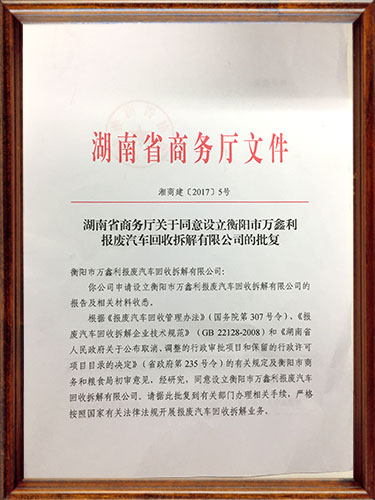 湖南省商务厅文件
湘商建〔2017〕5号
湖南省商务厅关于同意设立衡阳市万鑫利
报废汽车回收拆解有限公司的批复
衡阳市万鑫利报废汽车回收拆解有限公司：
你公司申请设立衡阳市万鑫利报废汽车回收拆解有限公司的
报告及相关材料收悉。
根据《报废汽车回收管理办法》（国务院第 307 号令）、《报
废汽车回收拆解企业技术规范》（GB 22128-2008）和《湖南省
人民政府关于公布取消、调整的行政审批项目和保留的行政许可
项目目录的决定》（省政府第 235 号令）的有关规定及衡阳市商务
和粮食局初审意见，经研究，同意设立衡阳市万鑫利报废汽车
回收拆解有限公司。请据此批复到有关部门办理相关手续，严格
按照国家有关法律法规开展报废汽车回收拆解业务。